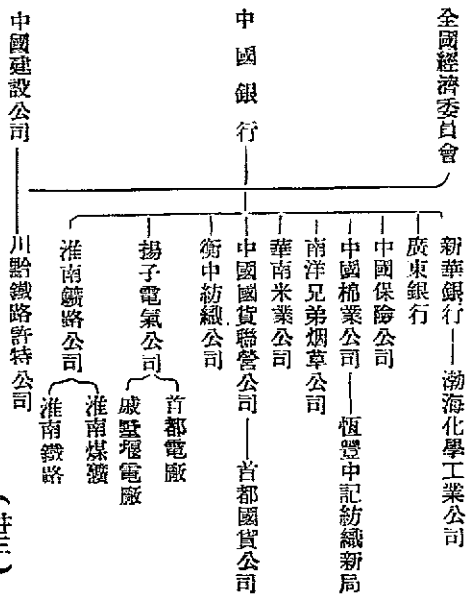 全國經濟委員會
中國銀行
中國建設公司
新華銀行
渤海化學工業公司
廣東銀行
中國保險公司
中國棉業公司
恆豐中記紡織新局
南洋兄弟烟草公司
華南米業公司
中國國貨聯營公司
首都國貨公司
衡中紡織公司
揚子電氣公司
首都電廠
戚墅堰電廠
淮南鐵路公司
淮南煤礦
淮南鐵路
川黔鐵路許特公司
(卅三)